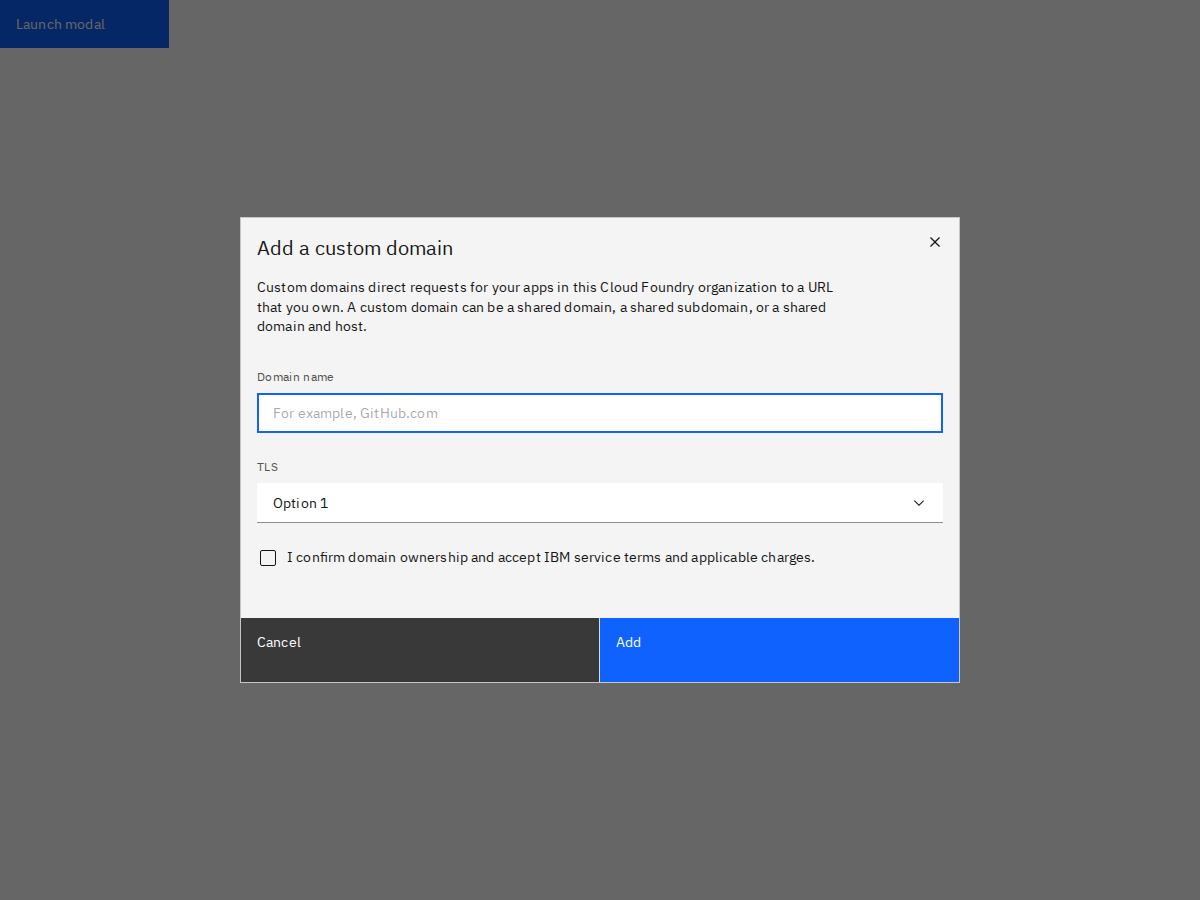 Launch modal
Add a custom domain
Custom domains direct requests for your apps in this Cloud Foundry organization to a URL
that you own. A custom domain can be a shared domain, a shared subdomain, or a shared
domain and host.
Domain name
For example, GitHub.com
TLS
Option 1
I confirm domain ownership and accept IBM service terms and applicable charges.
Cancel
Add